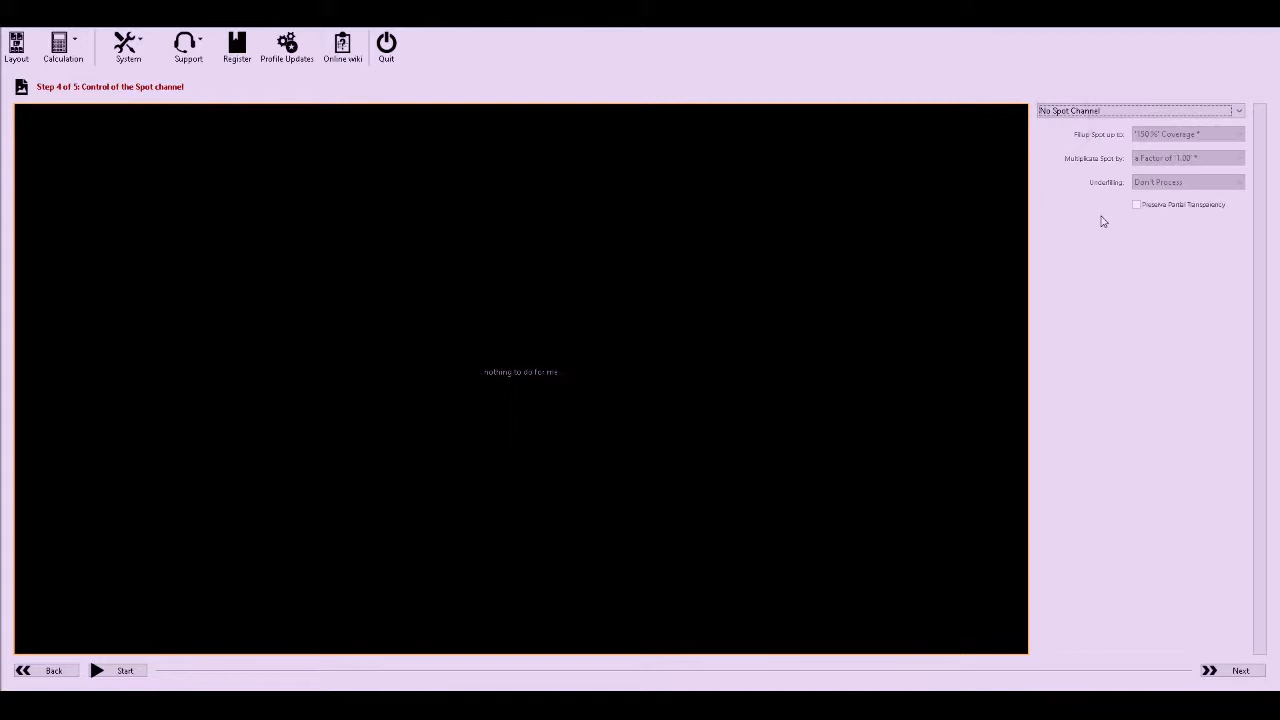 Layout Calculation System Support Register Profile Updates Online wiki Quit
Step 4 of 5: Control of the Spot channel
No Spot Channel
Fillup Spot up to: '150 %' Coverage *
Multiplicate Spot by: a Factor of '1.00' *
Underfilling: Don't Process
Preserve Partial Transparency
nothing to do for me...
Back Start Next